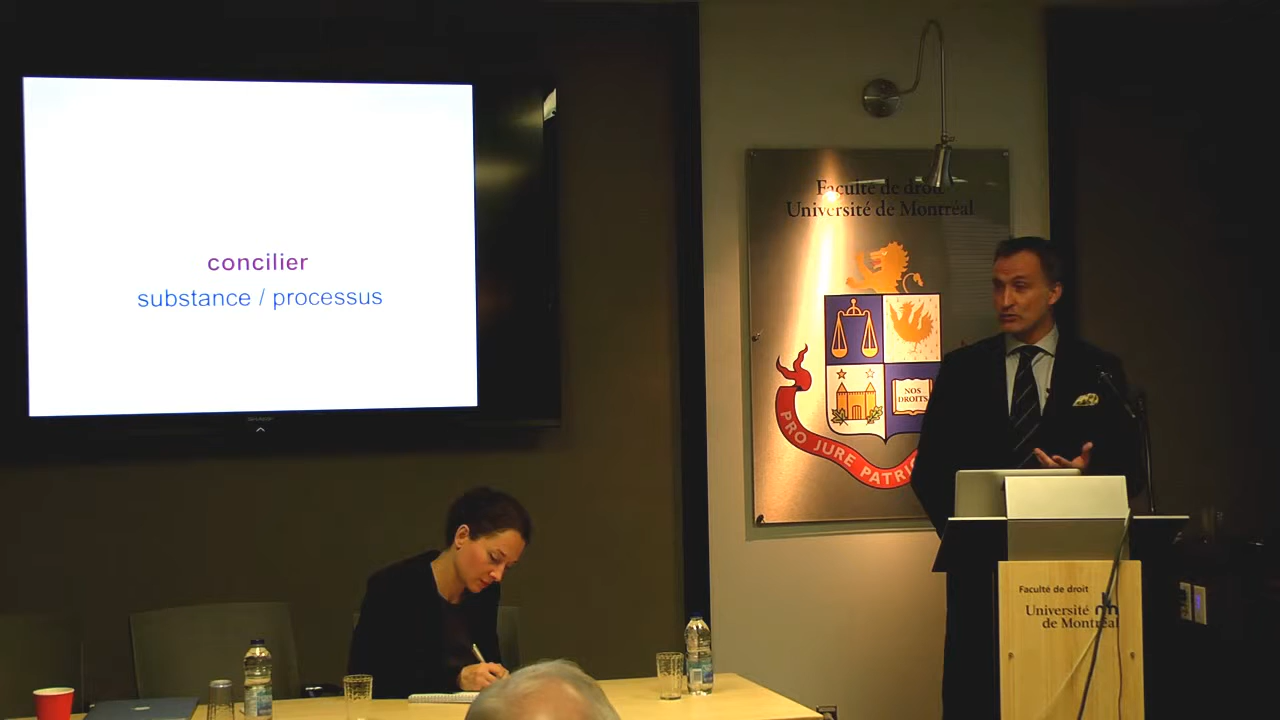 concilier
substance / processus
Faculté de droit
Université de Montréal
NOS
DROITS
PRO JURE PATRI
Faculté de droit
Université
de Montréal